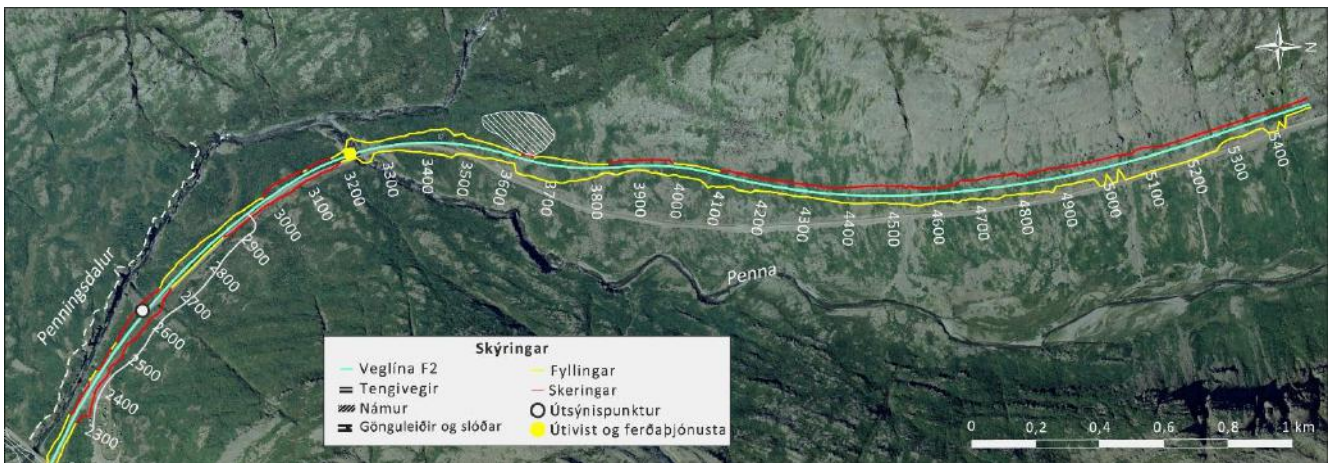 N
Penningsdalur
2300
2400
2500
2600
2700
2800
2900
3000
3100
3200
3300
3400
3500
3600
3700
3800
3900
4000
4100
4200
4300
4400
4500
4600
4700
4800
4900
5000
5100
5200
5300
5400
Penna
Skýringar
Veglína F2
Tengivegir
Námur
Gönguleiðir og slóðar
Fyllingar
Skeringar
Útsýnispunktur
Útivist og ferðaþjónusta
0 0,2 0,4 0,6 0,8 1 km